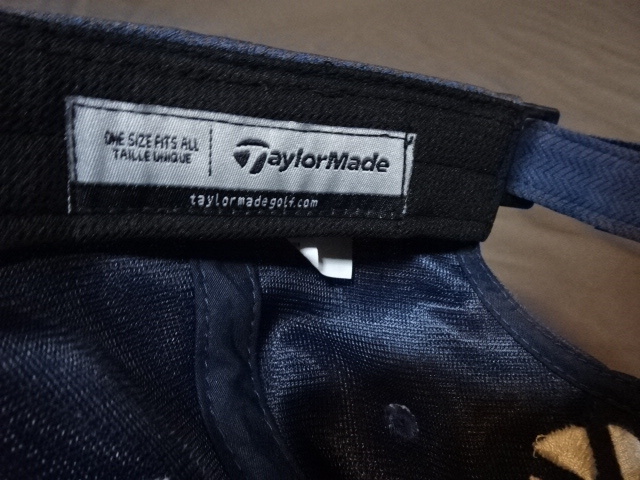 ONE SIZE FITS ALL
TAILLE UNIQUE
TaylorMade
taylormadegolf.com